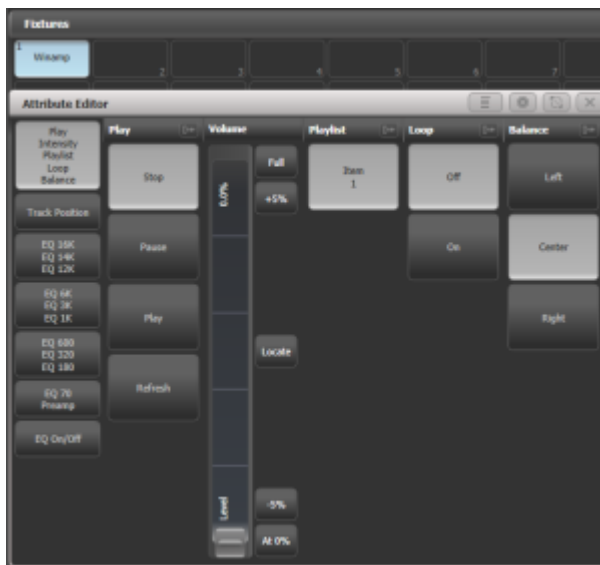 Fixtures
1
Winamp
2
3
4
5
6
7
Attribute Editor
Play
Intensity
Playlist
Loop
Balance
Track Position
EQ 16K
EQ 14K
EQ 12K
EQ 6K
EQ 3K
EQ 1K
EQ 600
EQ 320
EQ 180
EQ 70
Preamp
EQ On/Off
Play
Stop
Pause
Play
Refresh
Volume
0.0%
Level
Full
+5%
Locate
-5%
At 0%
Playlist
Item
1
Loop
Off
On
Balance
Left
Center
Right